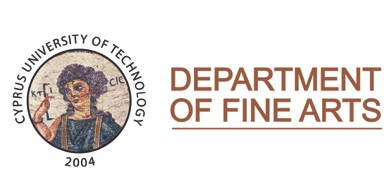 CYPRUS UNIVERSITY OF TECHNOLOGY
2004
DEPARTMENT
OF FINE ARTS